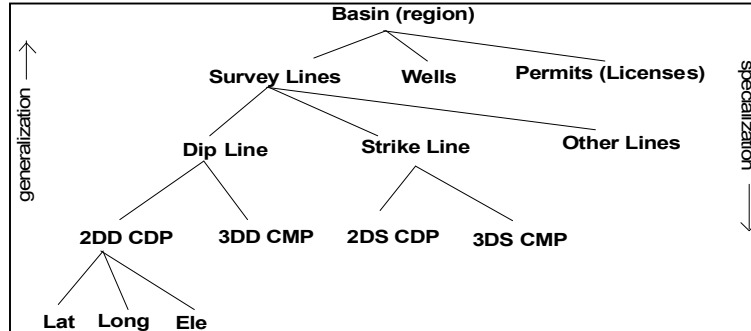 Basin (region)
generalization
Survey Lines
Wells
Permits (Licenses)
specialization
Dip Line
Strike Line
Other Lines
2DD CDP
3DD CMP
2DS CDP
3DS CMP
Lat
Long
Ele